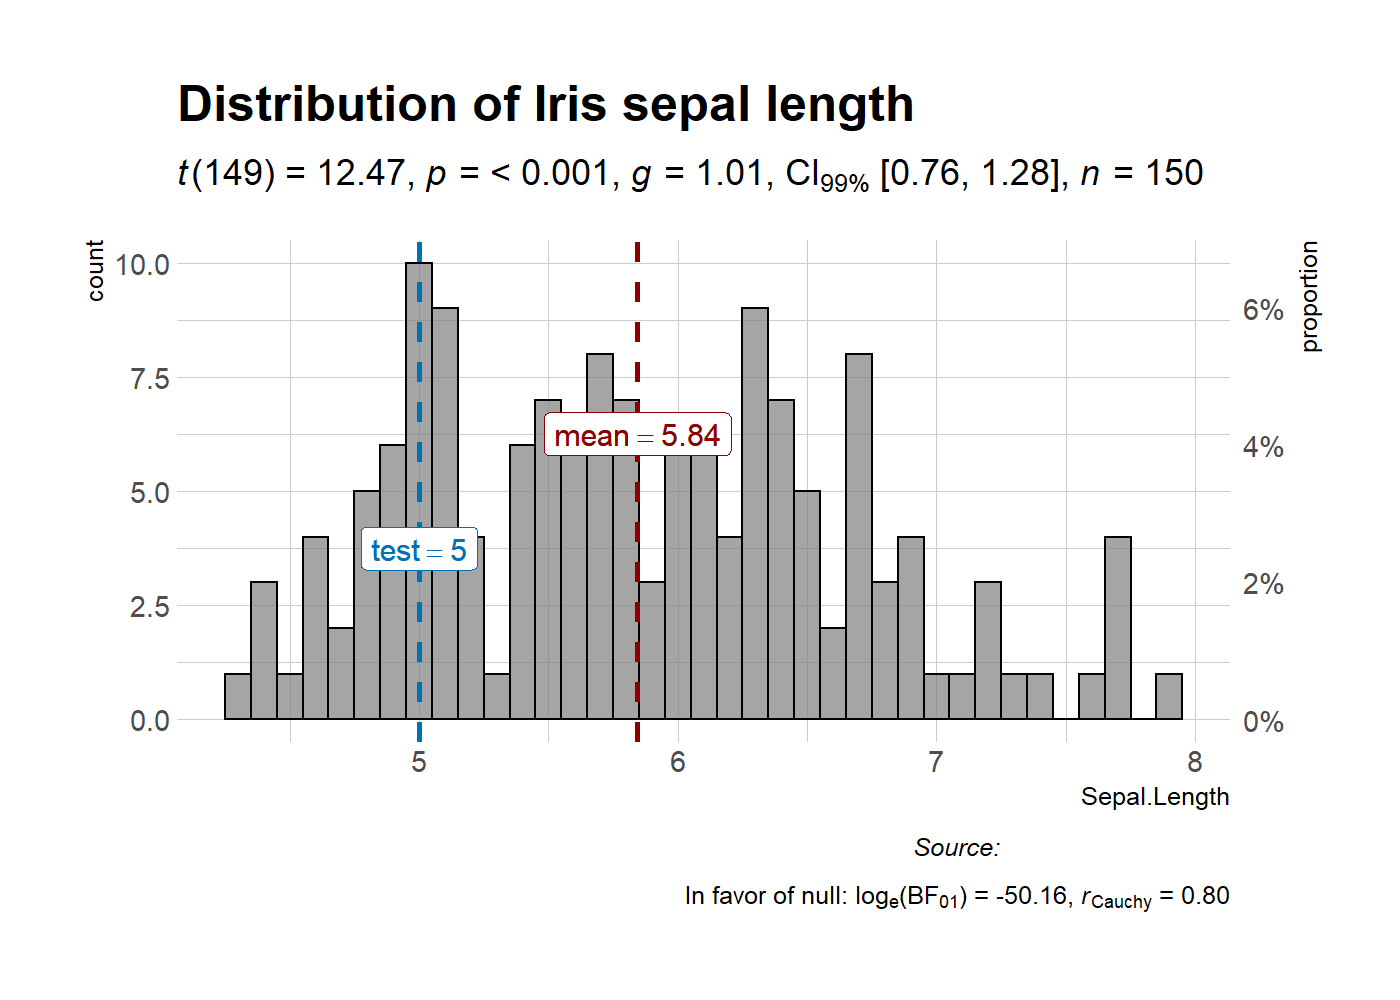 Distribution of Iris sepal length
t(149) = 12.47, p = < 0.001, g = 1.01, CI99% [0.76, 1.28], n = 150
count
proportion
10.0
7.5
5.0
2.5
0.0
6%
4%
2%
0%
mean = 5.84
test = 5
5 6 7 8
Sepal.Length
Source:
In favor of null: loge(BF01) = -50.16, rCauchy = 0.80